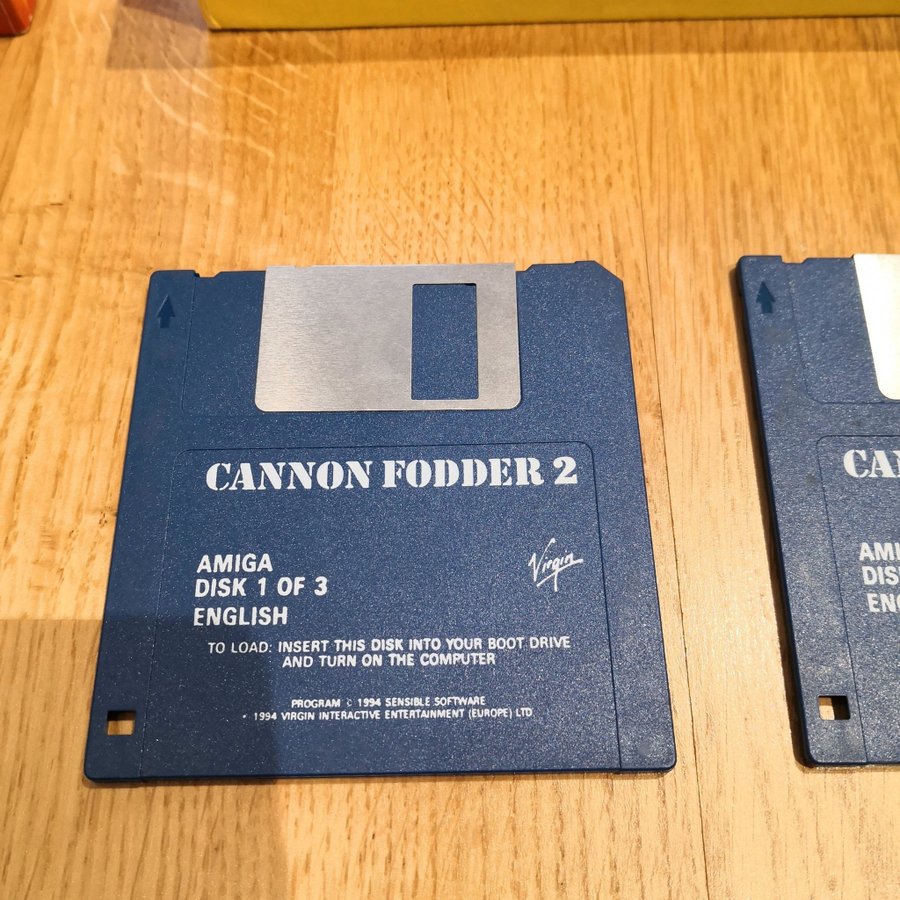 CANNON FODDER 2
AMIGA
DISK 1 OF 3
ENGLISH
Virgin
TO LOAD: INSERT THIS DISK INTO YOUR BOOT DRIVE
AND TURN ON THE COMPUTER
PROGRAM © 1994 SENSIBLE SOFTWARE
1994 VIRGIN INTERACTIVE ENTERTAINMENT (EUROPE) LTD